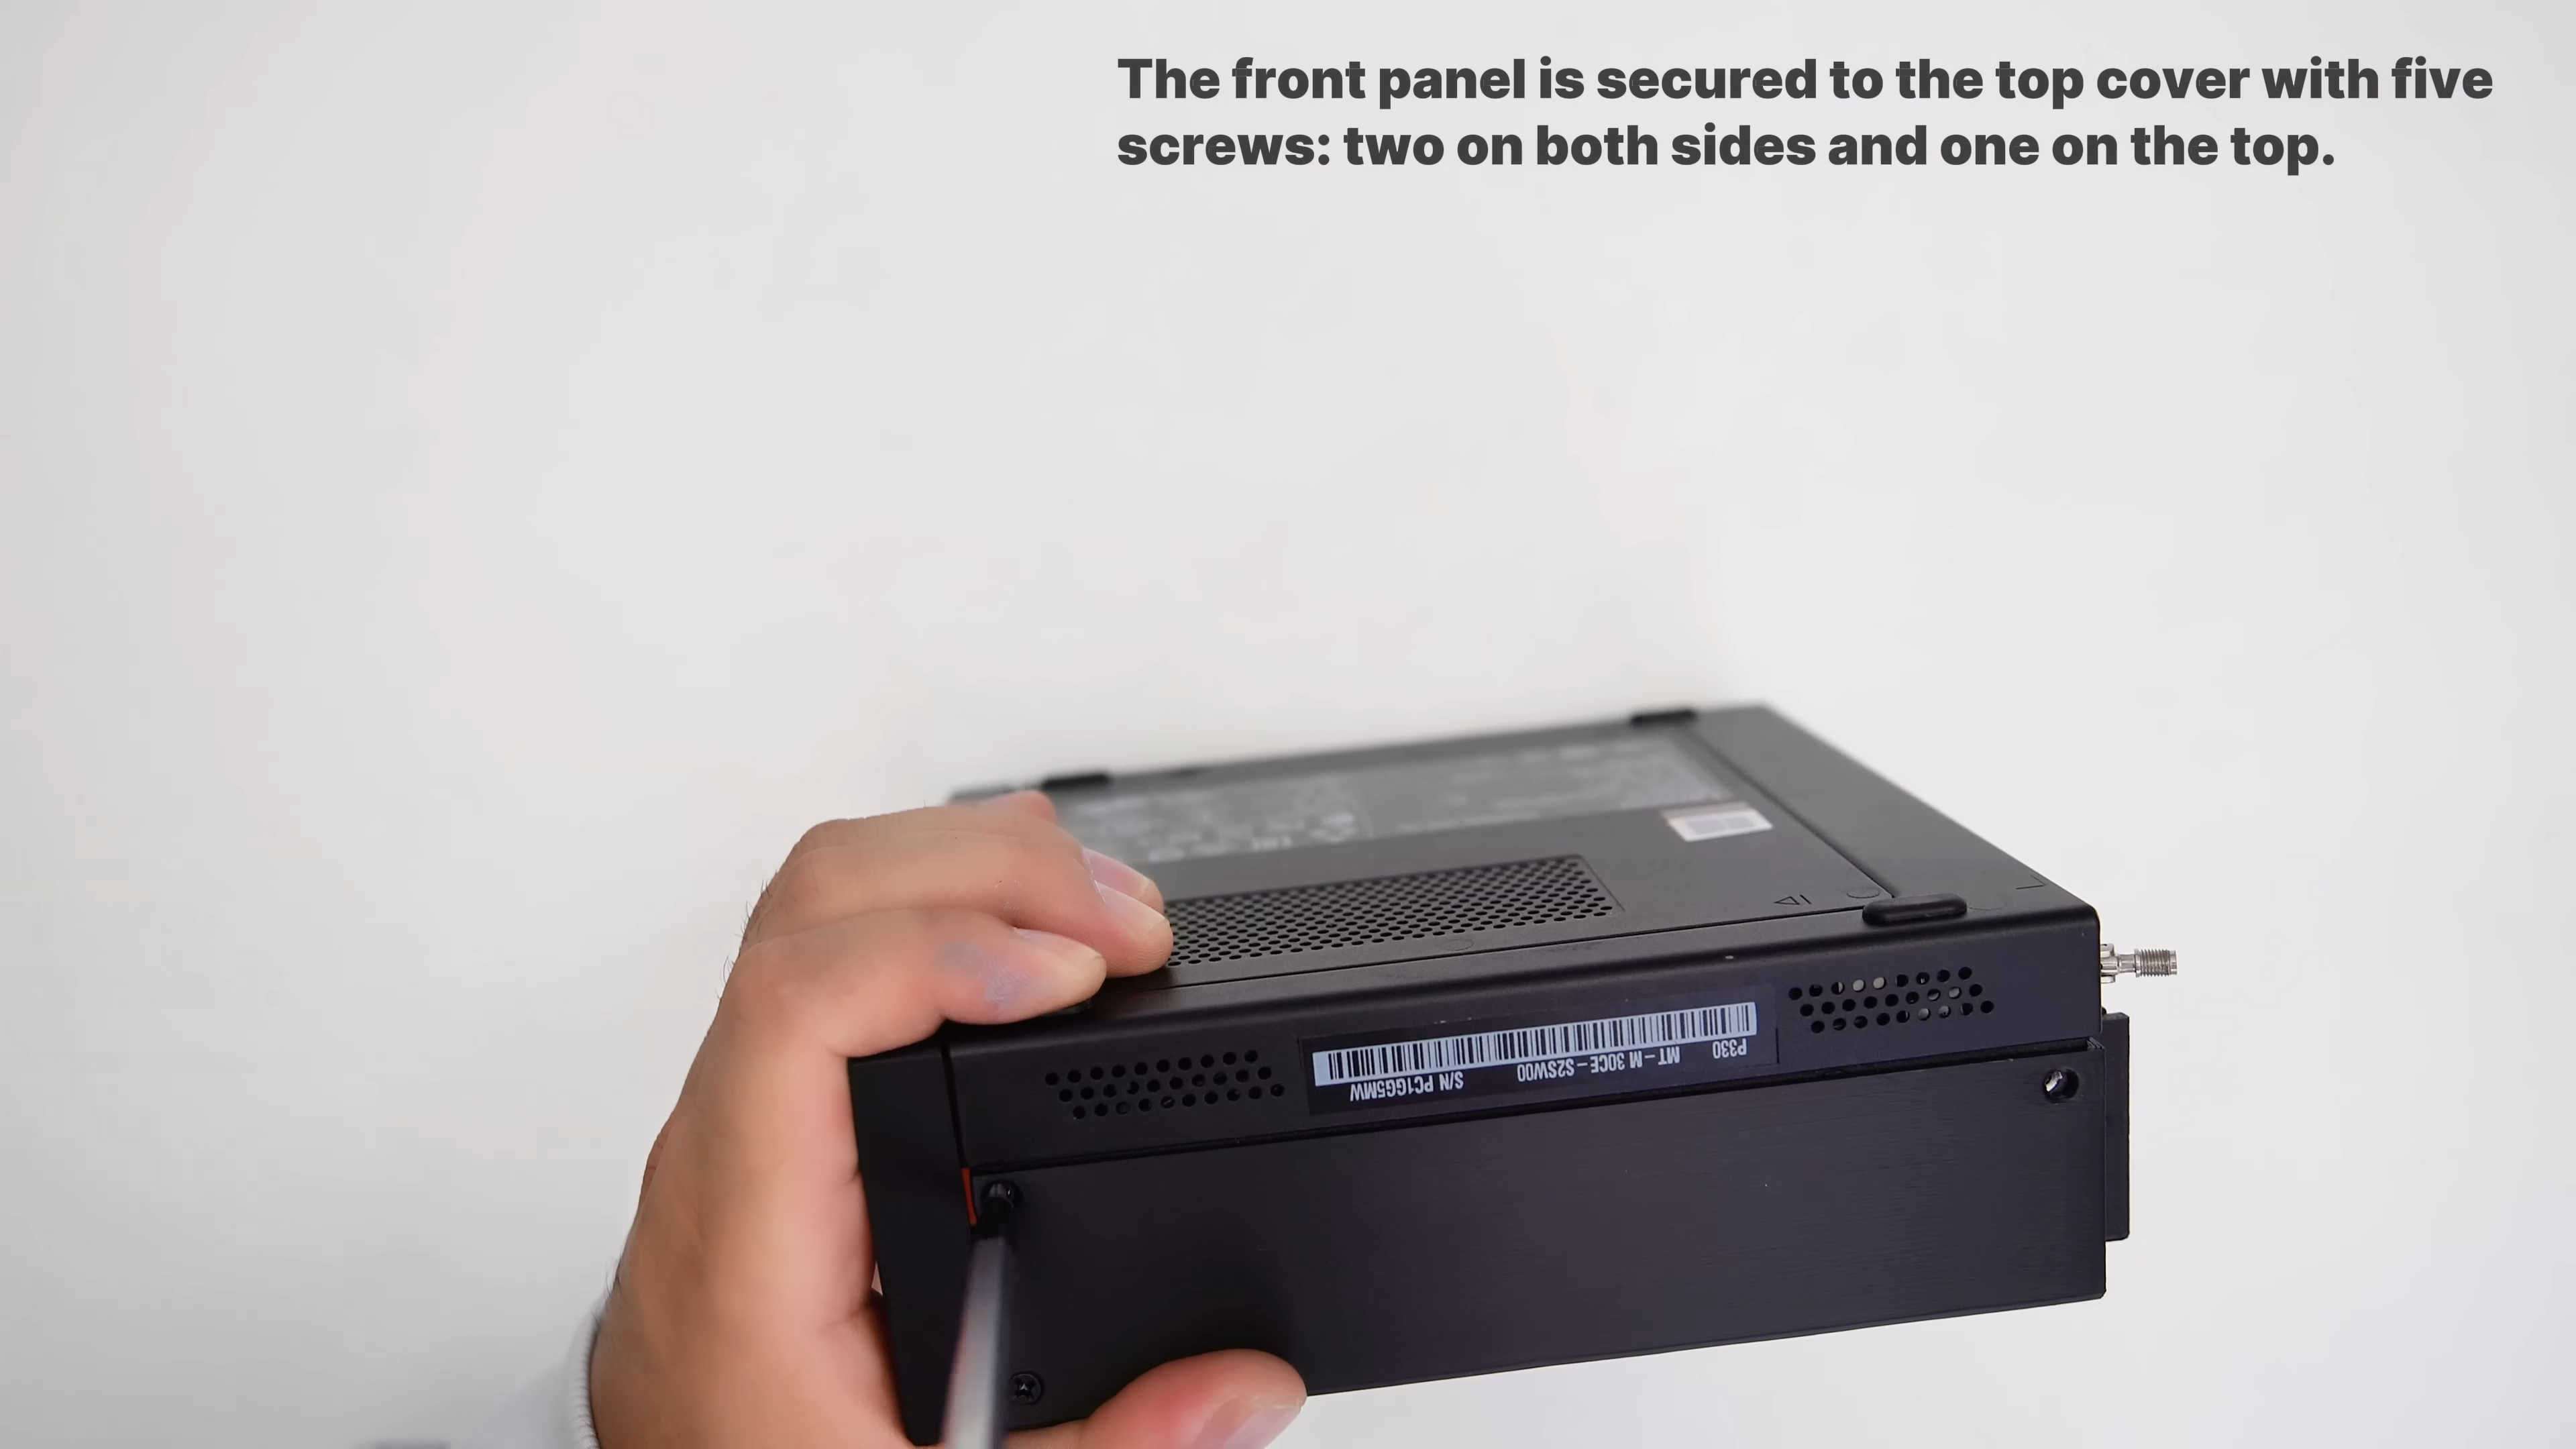 The front panel is secured to the top cover with five
screws: two on both sides and one on the top.
P330 MT-M 30CE-S2SW00 S/N PC1GG5MW